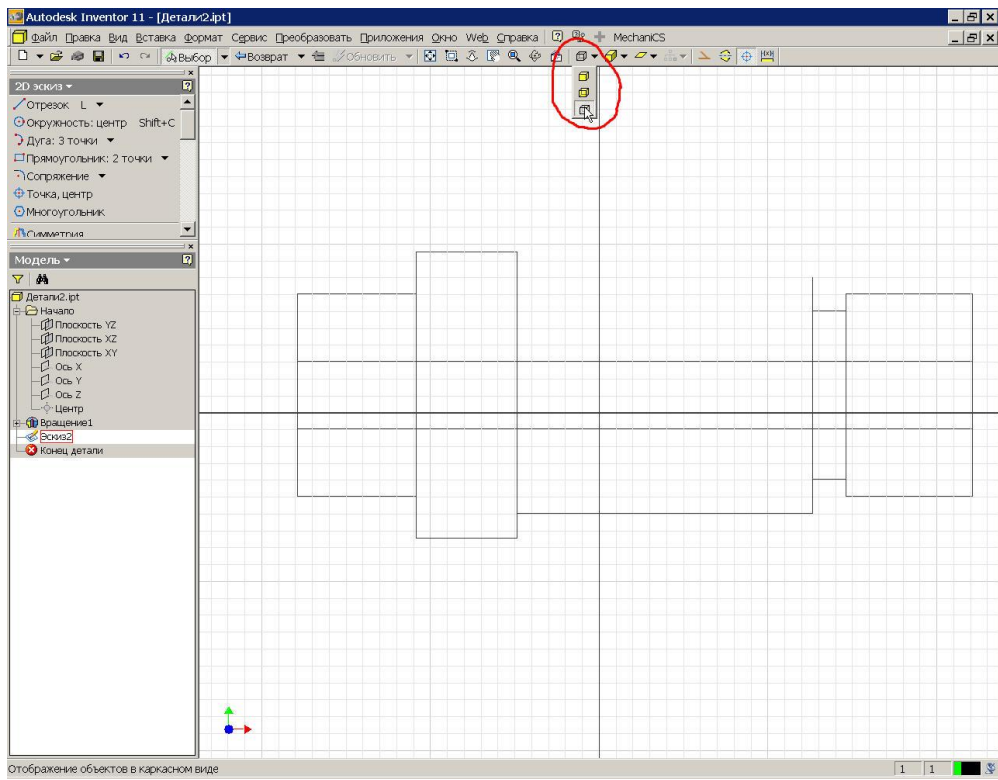 Autodesk Inventor 11 - [Детали2.ipt]
Файл Правка Вид Вставка Формат Сервис Преобразовать Приложения Окно Web Справка MechaniCS
Выбор Возврат Обновить
2D эскиз
Отрезок L
Окружность: центр Shift+C
Дуга: 3 точки
Прямоугольник: 2 точки
Сопряжение
Точка, центр
Многоугольник
Симметрия
Модель
Детали2.ipt
Начало
Плоскость YZ
Плоскость XZ
Плоскость XY
Ось X
Ось Y
Ось Z
Центр
Вращение1
Эскиз2
Конец детали
Отображение объектов в каркасном виде
1 1